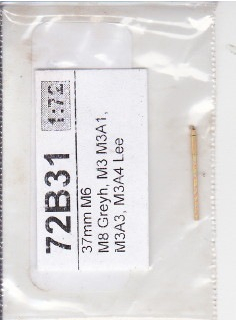 72B31 1:72
37mm M6
M8 Greyh, M3 M3A1,
M3A3, M3A4 Lee